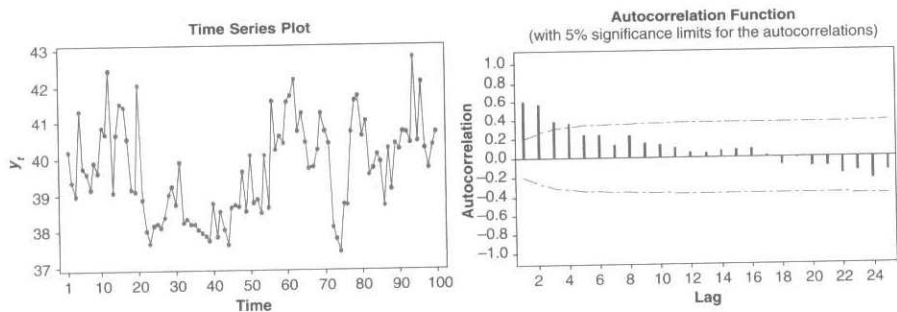 Time Series Plot
43
42
41
40
39
38
37
y_t
1 10 20 30 40 50 60 70 80 90 100
Time
Autocorrelation Function
(with 5% significance limits for the autocorrelations)
1.0
0.8
0.6
0.4
0.2
0.0
−0.2
−0.4
−0.6
−0.8
−1.0
Autocorrelation
2 4 6 8 10 12 14 16 18 20 22 24
Lag